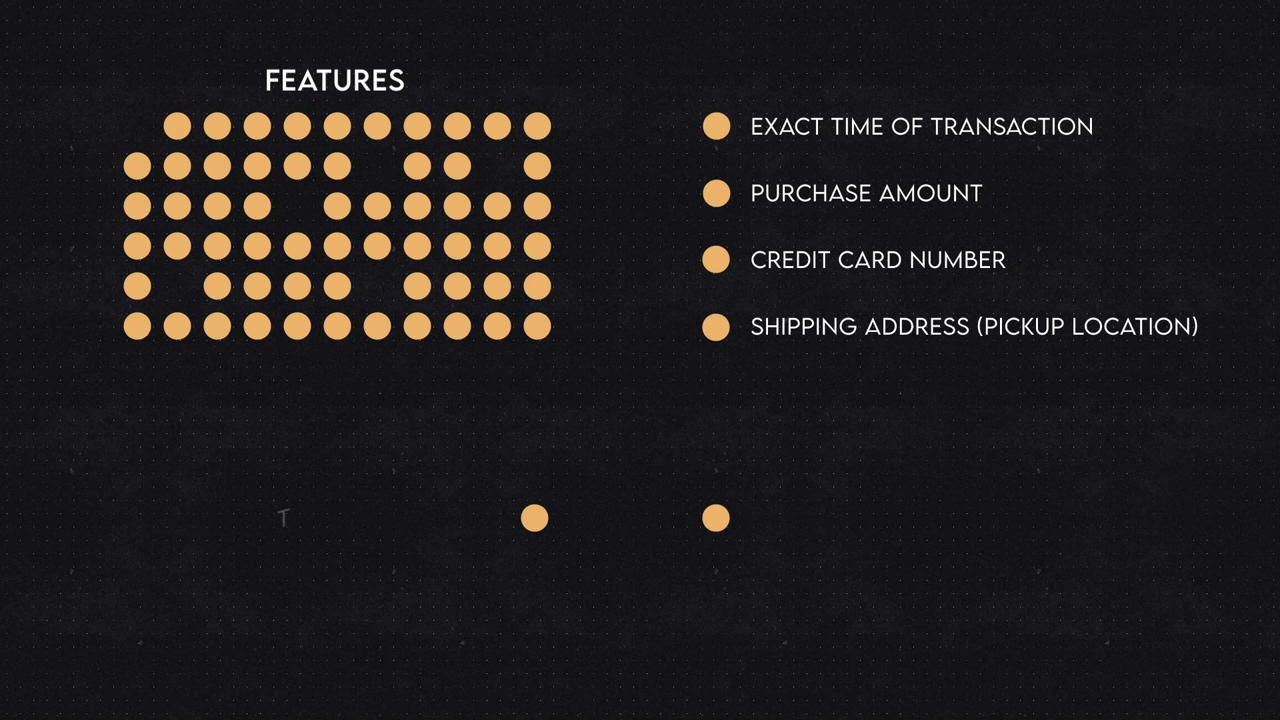 FEATURES
EXACT TIME OF TRANSACTION
PURCHASE AMOUNT
CREDIT CARD NUMBER
SHIPPING ADDRESS (PICKUP LOCATION)
T